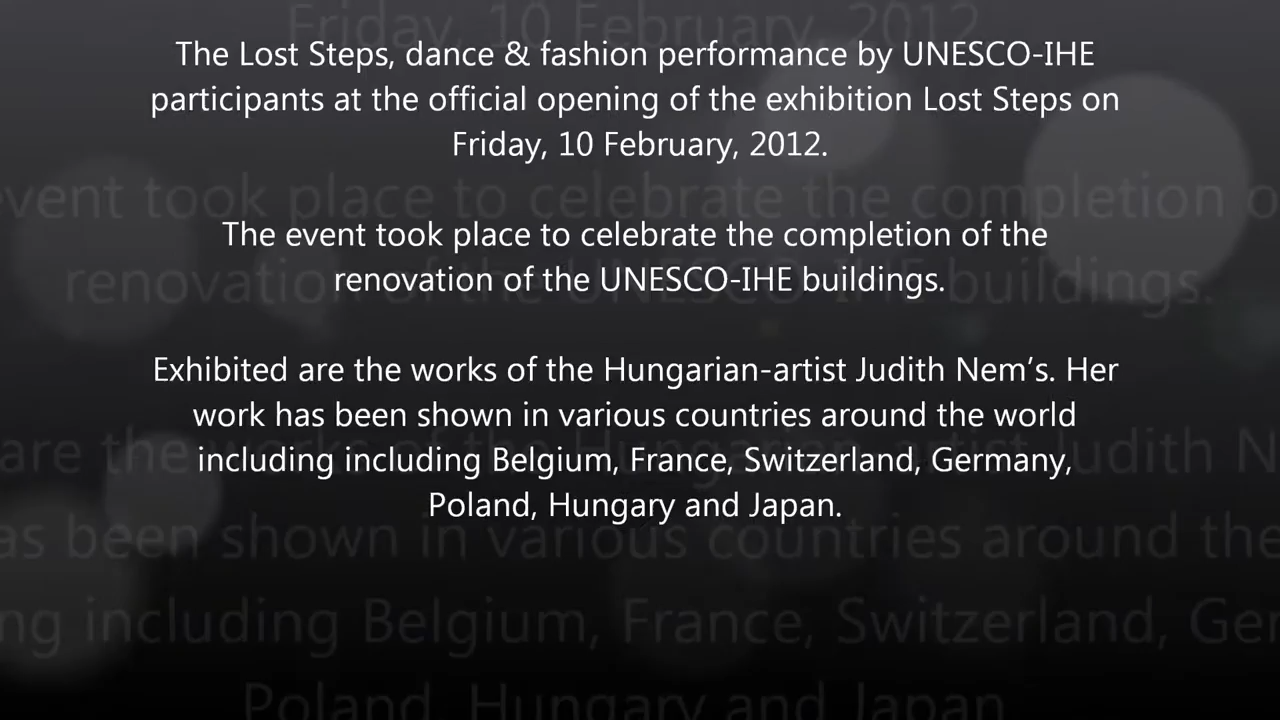 The Lost Steps, dance & fashion performance by UNESCO-IHE
participants at the official opening of the exhibition Lost Steps on
Friday, 10 February, 2012.
The event took place to celebrate the completion of the
renovation of the UNESCO-IHE buildings.
Exhibited are the works of the Hungarian-artist Judith Nem’s. Her
work has been shown in various countries around the world
including including Belgium, France, Switzerland, Germany,
Poland, Hungary and Japan.